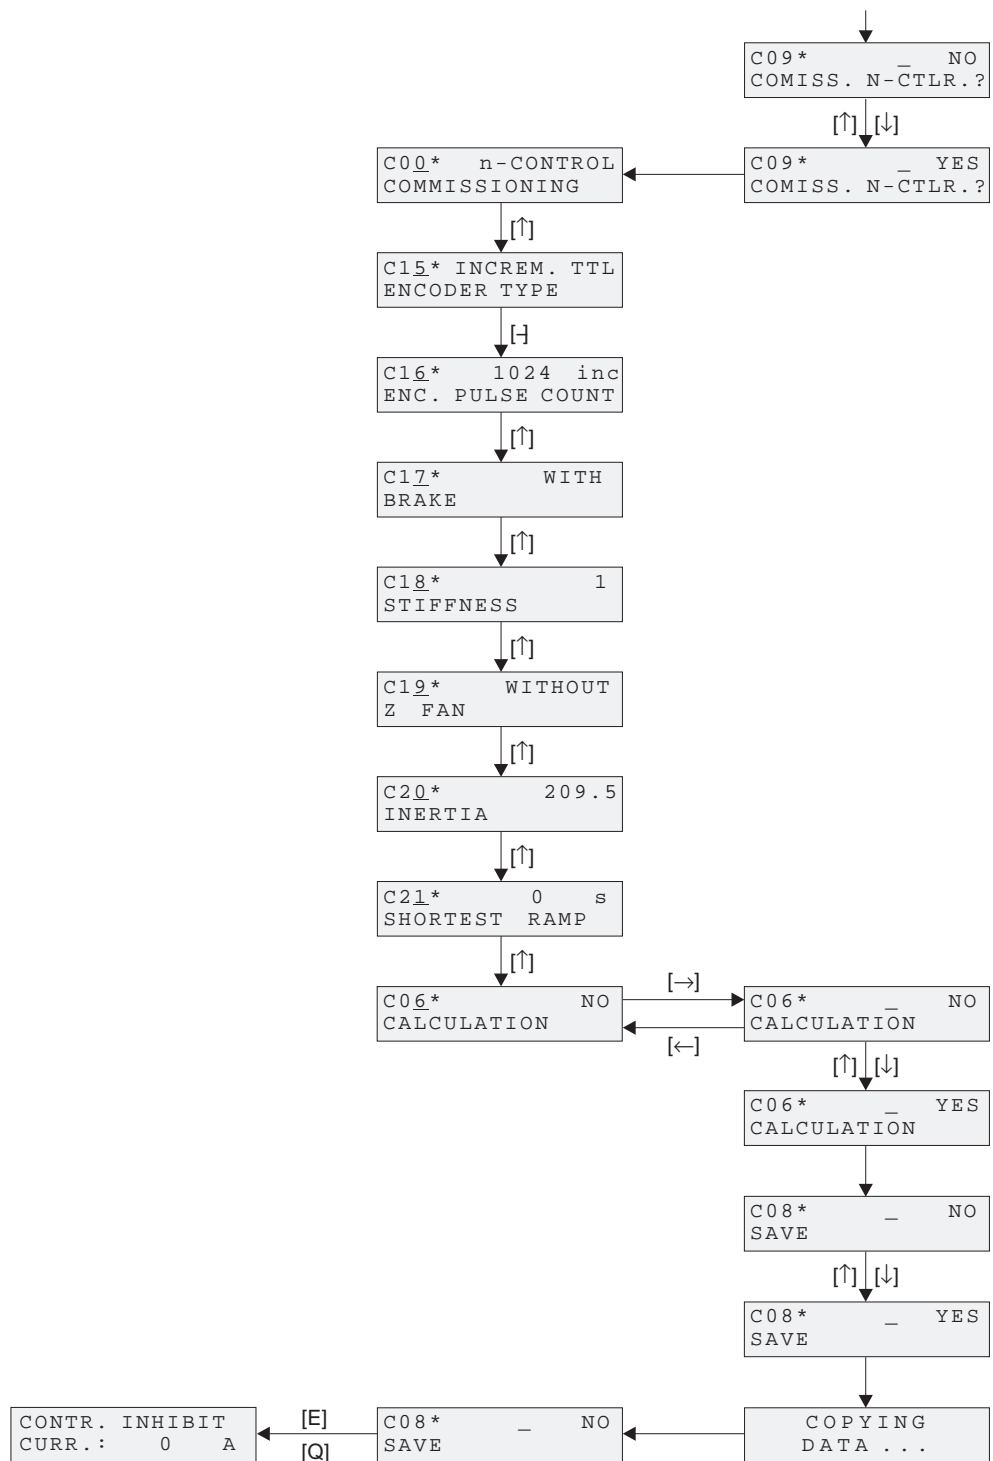 C09* _ NO
COMISS. N-CTLR.?
[↑] [↓]
C00* n-CONTROL
COMMISSIONING
C09* _ YES
COMISS. N-CTLR.?
[↑]
C15* INCREM. TTL
ENCODER TYPE
[-]
C16* 1024 inc
ENC. PULSE COUNT
[↑]
C17* WITH
BRAKE
[↑]
C18* 1
STIFFNESS
[↑]
C19* WITHOUT
Z FAN
[↑]
C20* 209.5
INERTIA
[↑]
C21* 0 s
SHORTEST RAMP
[↑]
C06* NO
CALCULATION
[→]
[←]
C06* _ NO
CALCULATION
[↑] [↓]
C06* _ YES
CALCULATION
C08* _ NO
SAVE
[↑] [↓]
C08* _ YES
SAVE
CONTR. INHIBIT
CURR.: 0 A
[E]
[Q]
C08* _ NO
SAVE
COPYING
DATA ...